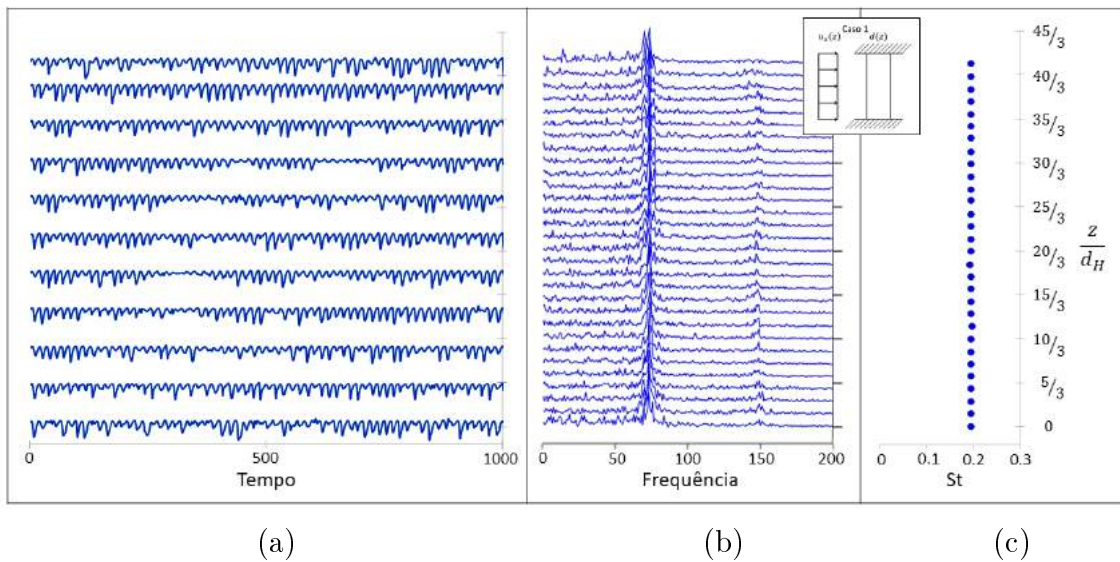 Caso 1
uₓ(z) d(z)
0 500 1000
Tempo
0 50 100 150 200
Frequência
45/3
40/3
35/3
30/3
25/3
20/3
15/3
10/3
5/3
0
z
d_H
0 0.1 0.2 0.3
St
(a) (b) (c)